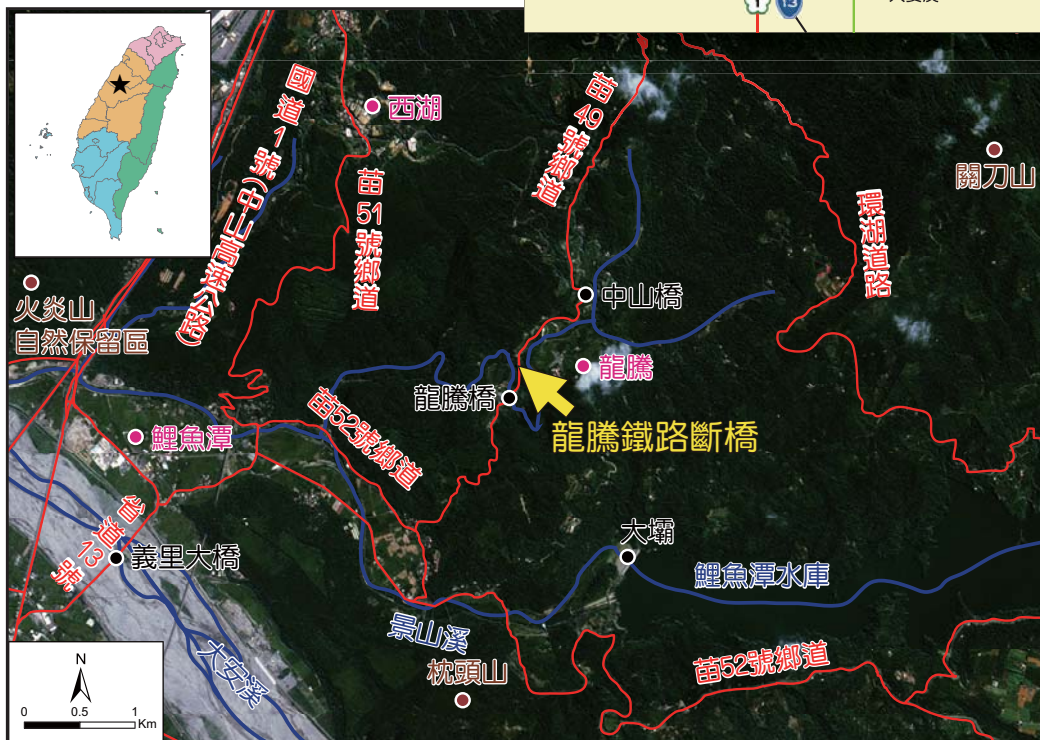 1
13
國道1號(中山高速公路)
西湖
苗51號鄉道
苗49號鄉道
關刀山
環湖道路
火炎山
自然保留區
中山橋
龍騰
龍騰橋
龍騰鐵路斷橋
苗52號鄉道
鯉魚潭
省道13號
義里大橋
大壩
鯉魚潭水庫
景山溪
大安溪
枕頭山
苗52號鄉道
N
0 0.5 1
Km